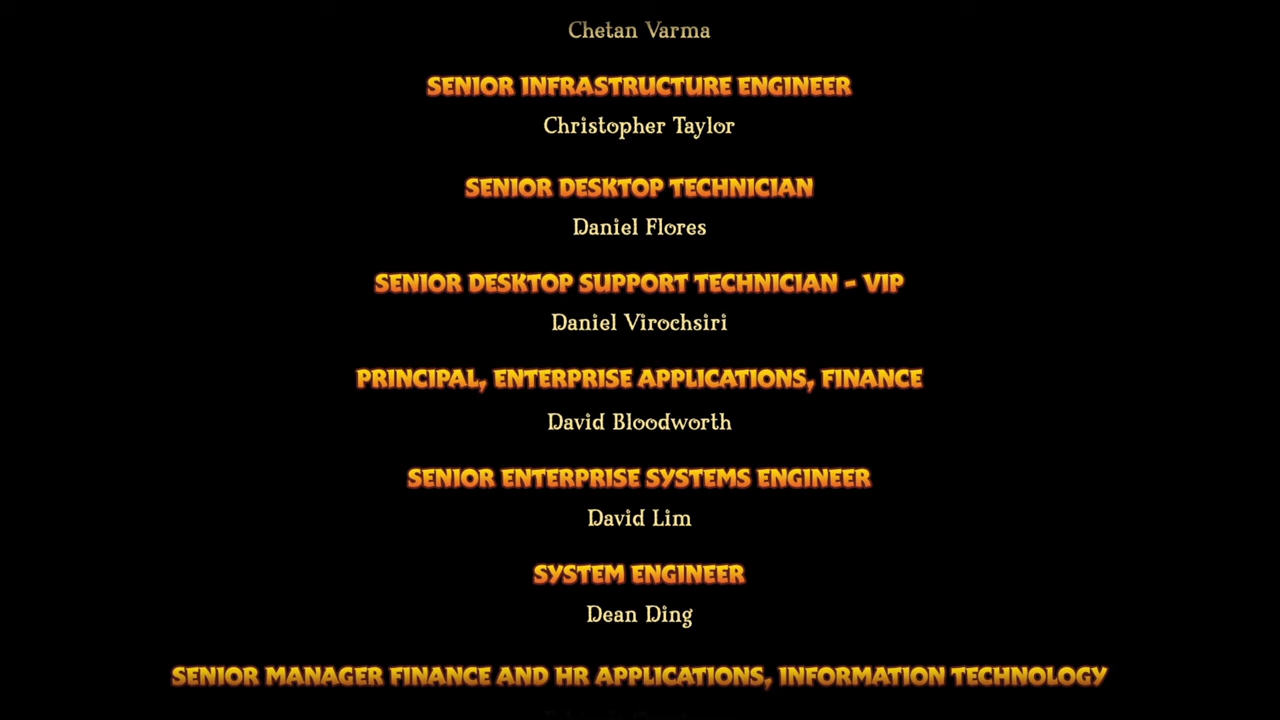 Chetan Varma
SENIOR INFRASTRUCTURE ENGINEER
Christopher Taylor
SENIOR DESKTOP TECHNICIAN
Daniel Flores
SENIOR DESKTOP SUPPORT TECHNICIAN - VIP
Daniel Virochsiri
PRINCIPAL, ENTERPRISE APPLICATIONS, FINANCE
David Bloodworth
SENIOR ENTERPRISE SYSTEMS ENGINEER
David Lim
SYSTEM ENGINEER
Dean Ding
SENIOR MANAGER FINANCE AND HR APPLICATIONS, INFORMATION TECHNOLOGY